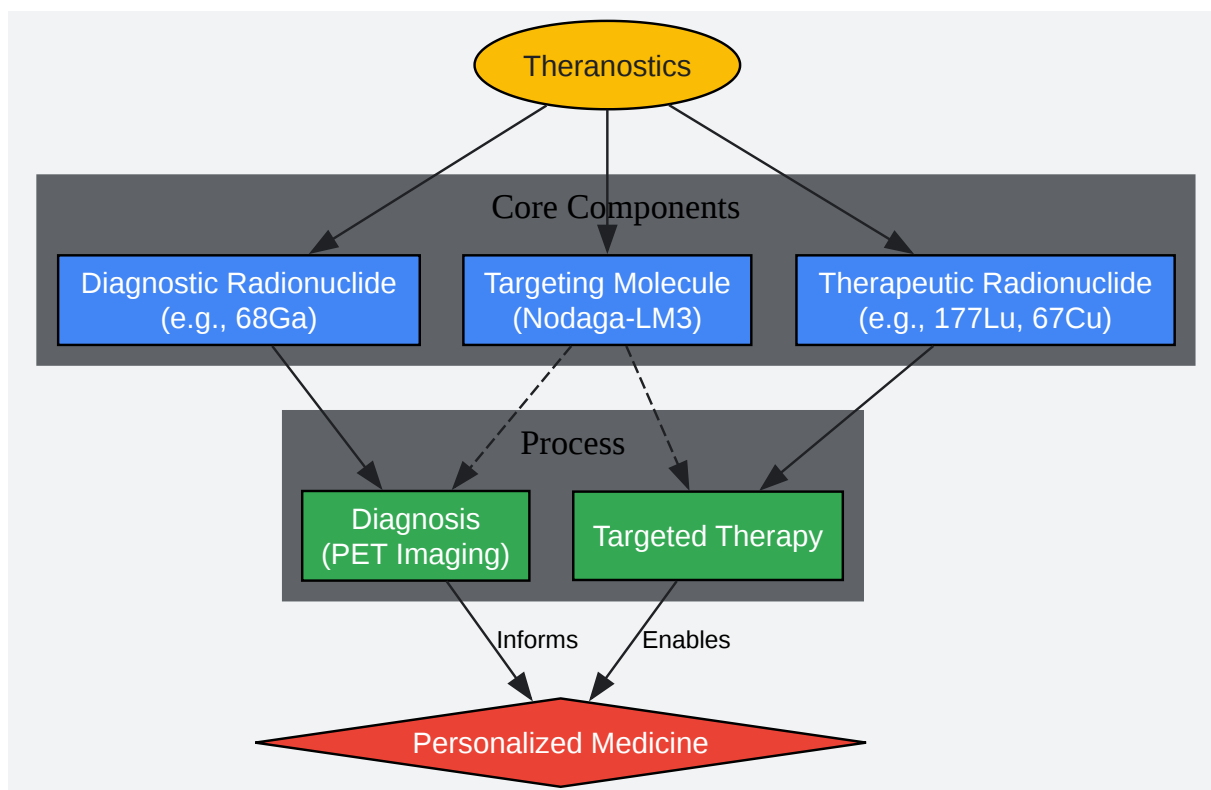 Theranostics
Core Components
Diagnostic Radionuclide
(e.g., 68Ga)
Targeting Molecule
(Nodaga-LM3)
Therapeutic Radionuclide
(e.g., 177Lu, 67Cu)
Process
Diagnosis
(PET Imaging)
Targeted Therapy
Informs
Enables
Personalized Medicine